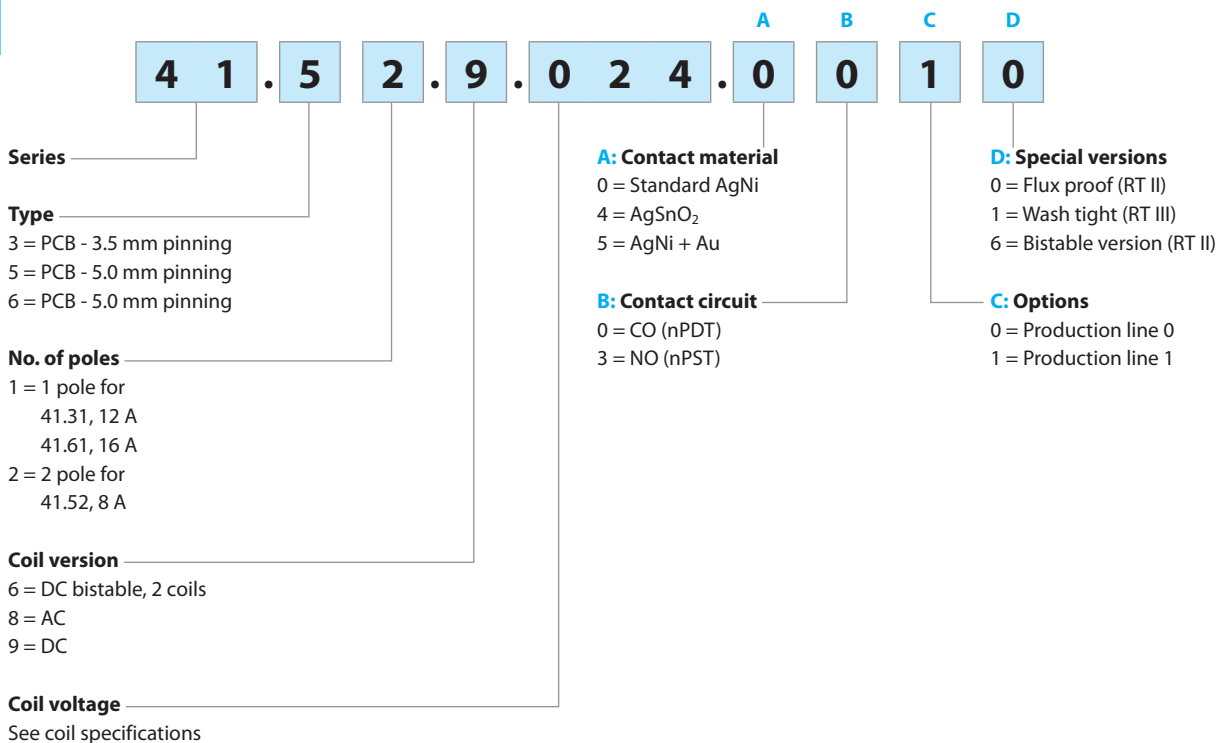 A B C D
4 1 . 5 2 . 9 . 0 2 4 . 0 0 1 0
Series
Type
3 = PCB - 3.5 mm pinning
5 = PCB - 5.0 mm pinning
6 = PCB - 5.0 mm pinning
No. of poles
1 = 1 pole for
41.31, 12 A
41.61, 16 A
2 = 2 pole for
41.52, 8 A
Coil version
6 = DC bistable, 2 coils
8 = AC
9 = DC
Coil voltage
See coil specifications
A: Contact material
0 = Standard AgNi
4 = AgSnO₂
5 = AgNi + Au
B: Contact circuit
0 = CO (nPDT)
3 = NO (nPST)
D: Special versions
0 = Flux proof (RT II)
1 = Wash tight (RT III)
6 = Bistable version (RT II)
C: Options
0 = Production line 0
1 = Production line 1